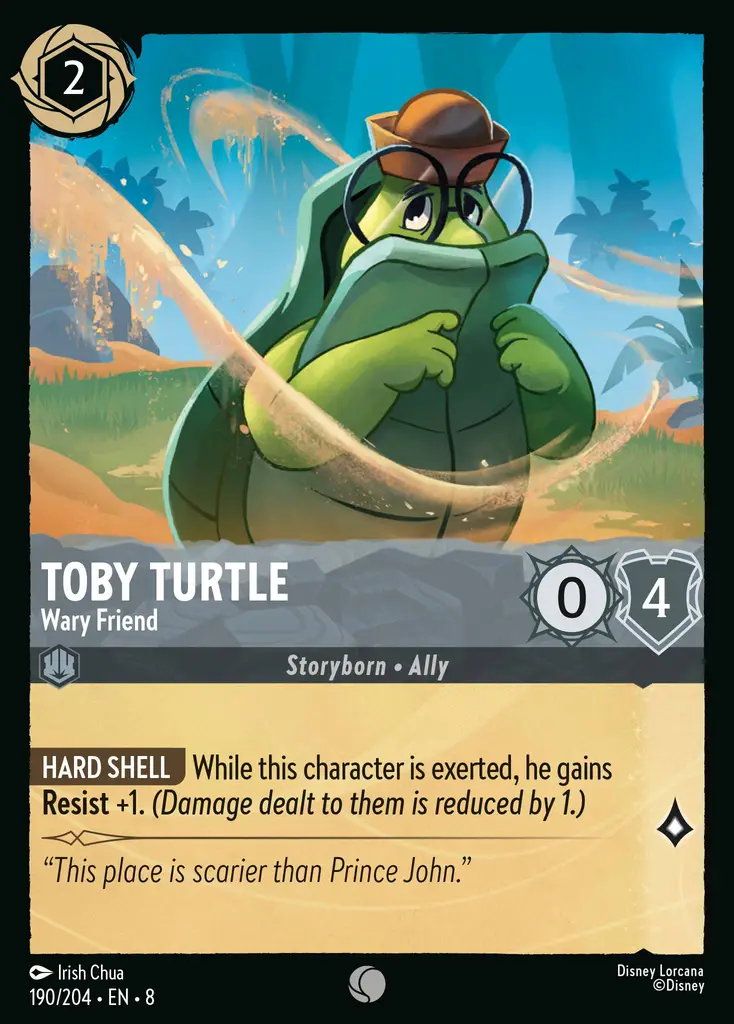 2
TOBY TURTLE
Wary Friend
0
4
Storyborn • Ally
HARD SHELL While this character is exerted, he gains
Resist +1. (Damage dealt to them is reduced by 1.)
“This place is scarier than Prince John.”
Irish Chua
190/204 • EN • 8
Disney Lorcana
©Disney